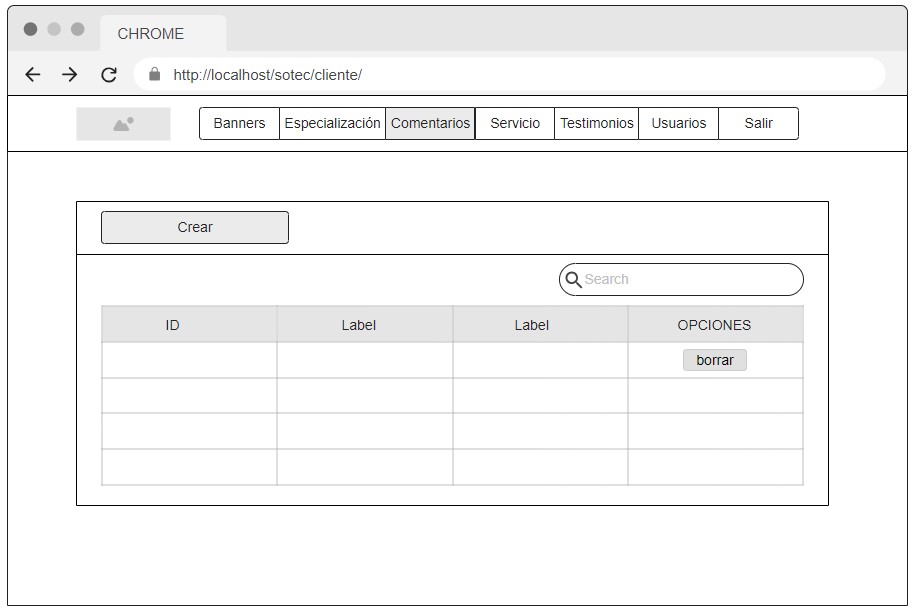 CHROME
http://localhost/sotec/cliente/
Banners Especialización Comentarios Servicio Testimonios Usuarios Salir
Crear
Search
ID Label Label OPCIONES
borrar